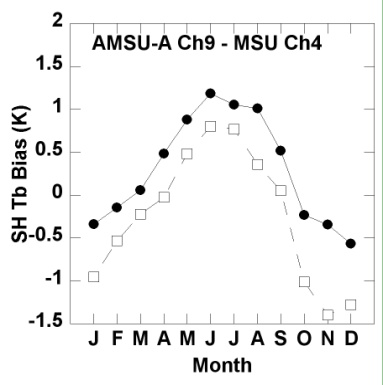 AMSU-A Ch9 - MSU Ch4
SH Tb Bias (K)
2
1.5
1
0.5
0
-0.5
-1
-1.5
J F M A M J J A S O N D
Month